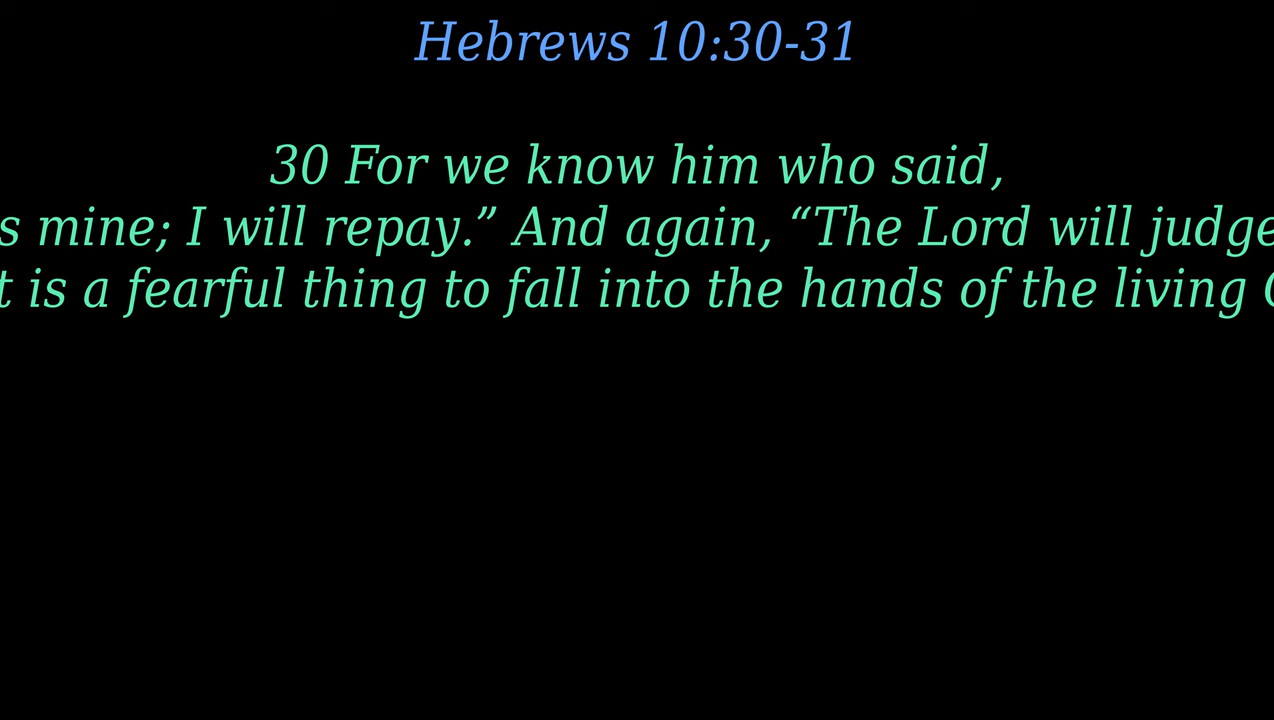 Hebrews 10:30-31
30 For we know him who said,
s mine; I will repay.” And again, “The Lord will judge
t is a fearful thing to fall into the hands of the living